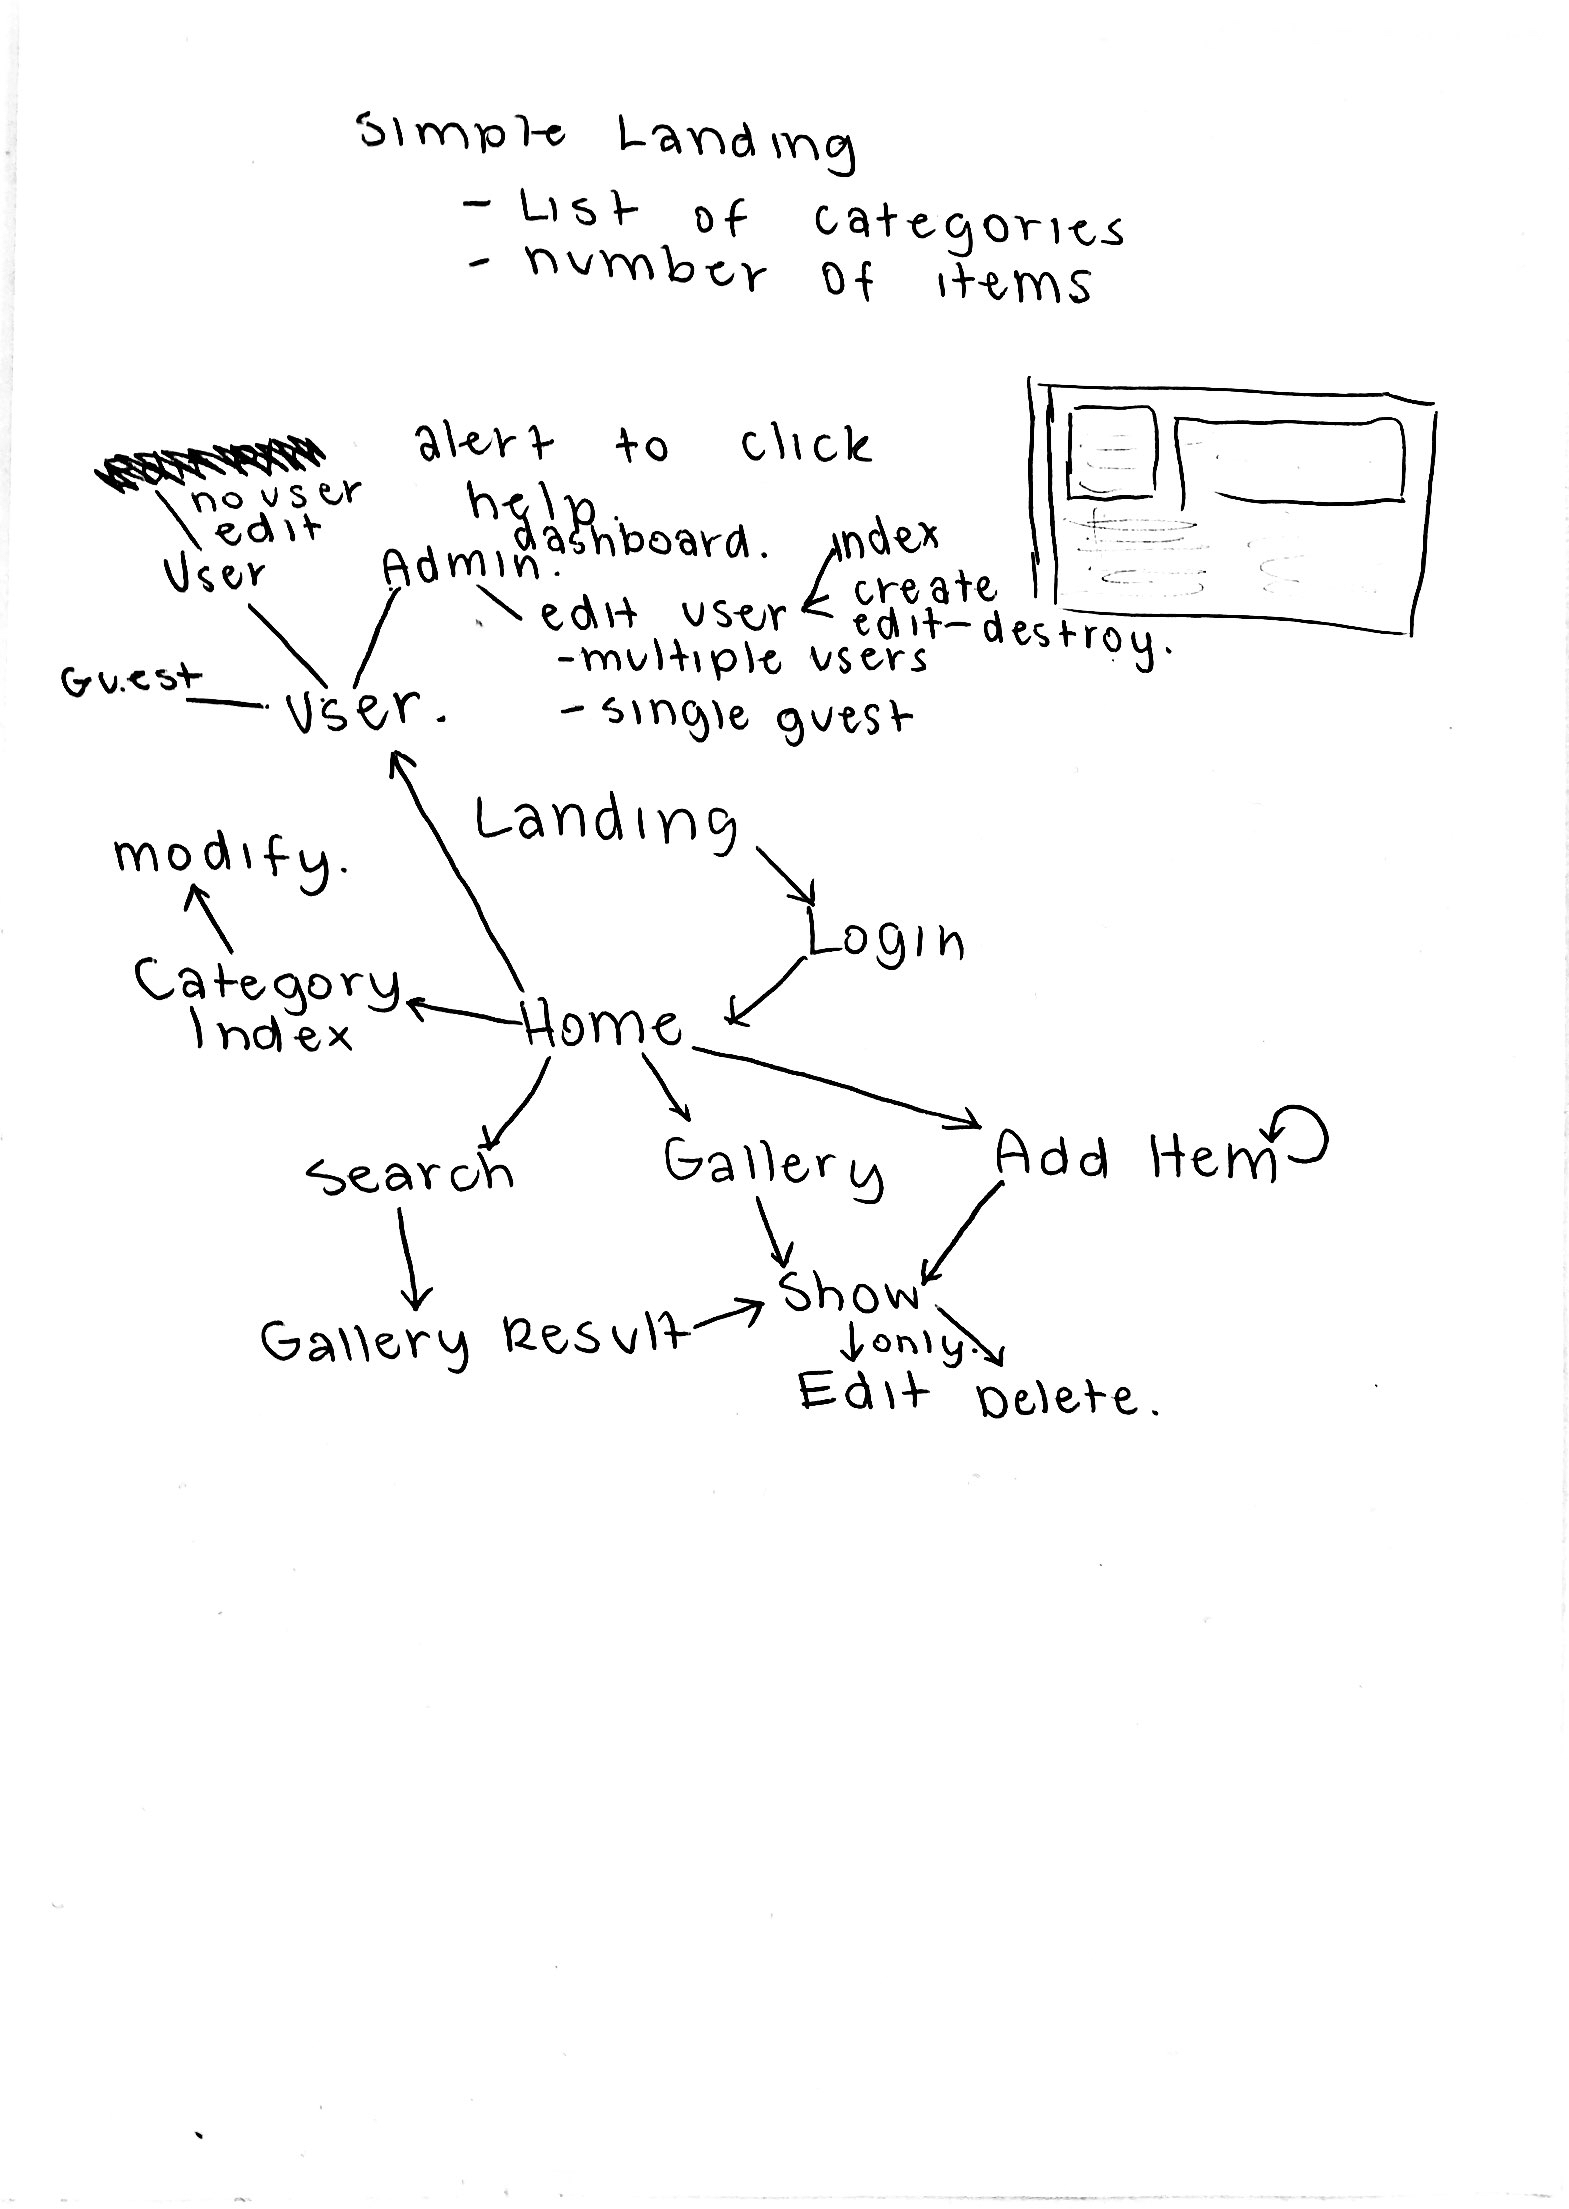 Simple Landing
- List of categories
- number of items
alert to click
help.
no user
edit
User
Admin.
dashboard.
index
create
edit-destroy.
edit user
-multiple users
- single guest
Guest
User.
Landing
modify.
Login
Category
Index
Home
Search
Gallery
Add Item
Gallery Result
Show
only.
Edit Delete.